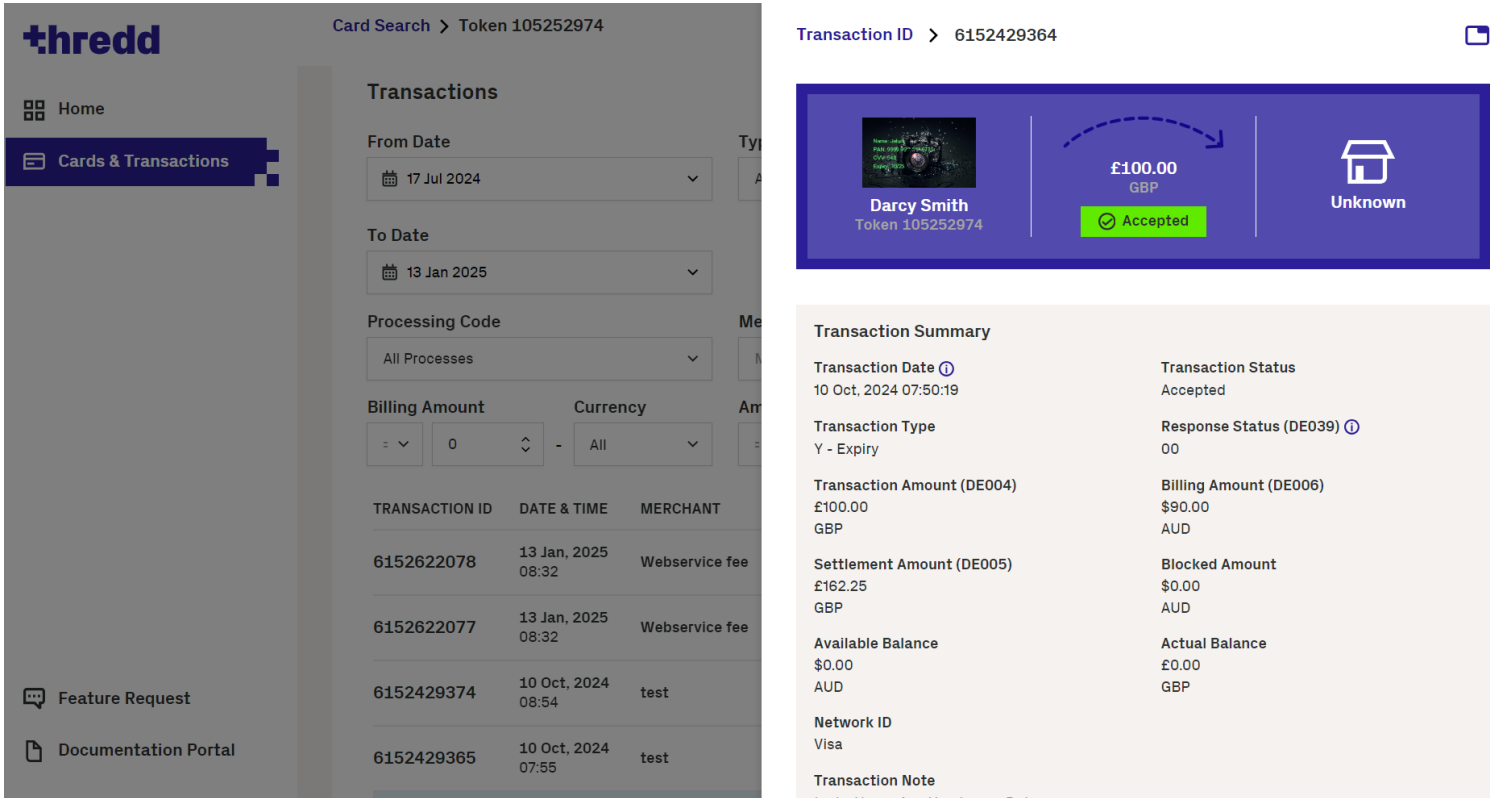 thredd
Home
Cards & Transactions
Feature Request
Documentation Portal
Card Search > Token 105252974
Transactions
From Date
17 Jul 2024
To Date
13 Jan 2025
Processing Code
All Processes
Billing Amount Currency
= 0 - All
TRANSACTION ID DATE & TIME MERCHANT
6152622078 13 Jan, 2025 Webservice fee
08:32
6152622077 13 Jan, 2025 Webservice fee
08:32
6152429374 10 Oct, 2024 test
08:54
6152429365 10 Oct, 2024 test
07:55
Transaction ID > 6152429364
Darcy Smith
Token 105252974
£100.00
GBP
Accepted
Unknown
Transaction Summary
Transaction Date
10 Oct, 2024 07:50:19
Transaction Status
Accepted
Transaction Type
Y - Expiry
Response Status (DE039)
00
Transaction Amount (DE004)
£100.00
GBP
Billing Amount (DE006)
$90.00
AUD
Settlement Amount (DE005)
£162.25
GBP
Blocked Amount
$0.00
AUD
Available Balance
$0.00
AUD
Actual Balance
£0.00
GBP
Network ID
Visa
Transaction Note